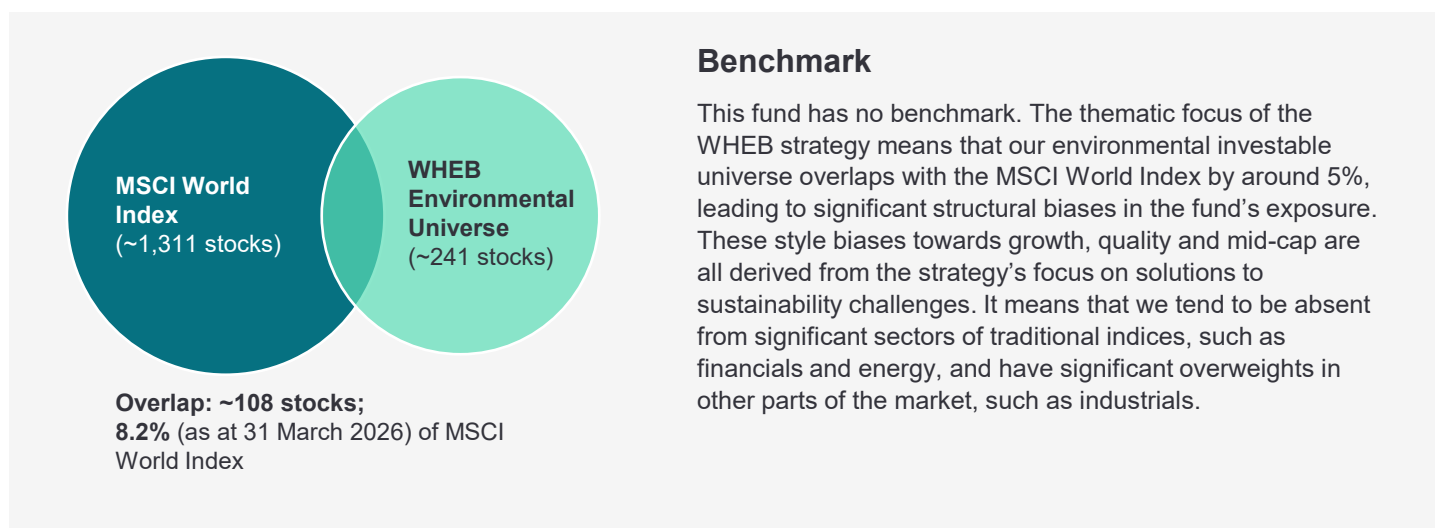 MSCI World
Index
(~1,311 stocks)
WHEB
Environmental
Universe
(~241 stocks)
Overlap: ~108 stocks;
8.2% (as at 31 March 2026) of MSCI
World Index
Benchmark
This fund has no benchmark. The thematic focus of the
WHEB strategy means that our environmental investable
universe overlaps with the MSCI World Index by around 5%,
leading to significant structural biases in the fund’s exposure.
These style biases towards growth, quality and mid-cap are
all derived from the strategy’s focus on solutions to
sustainability challenges. It means that we tend to be absent
from significant sectors of traditional indices, such as
financials and energy, and have significant overweights in
other parts of the market, such as industrials.